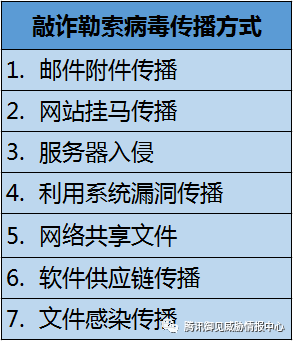 敲诈勒索病毒传播方式
1. 邮件附件传播
2. 网站挂马传播
3. 服务器入侵
4. 利用系统漏洞传播
5. 网络共享文件
6. 软件供应链传播
7. 文件感染传播
腾讯御见威胁情报中心